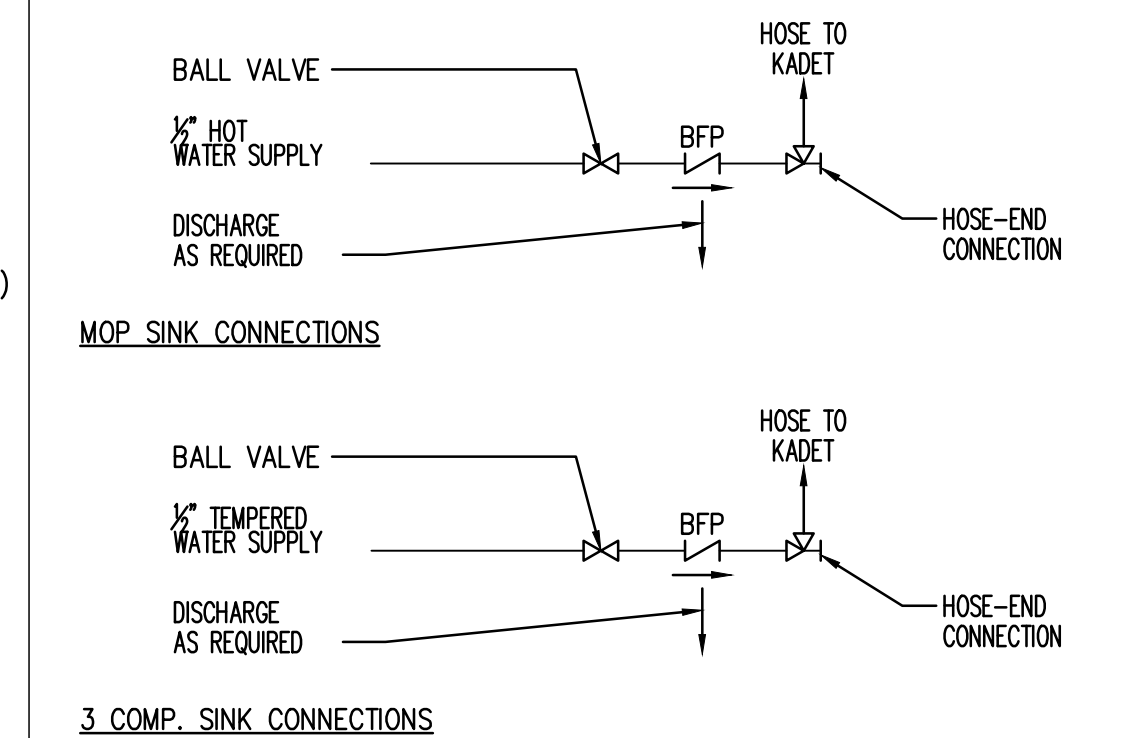 HOSE TO
KADET
BALL VALVE
½" HOT
WATER SUPPLY
BFP
DISCHARGE
AS REQUIRED
HOSE-END
CONNECTION
)
MOP SINK CONNECTIONS
HOSE TO
KADET
BALL VALVE
½" TEMPERED
WATER SUPPLY
BFP
DISCHARGE
AS REQUIRED
HOSE-END
CONNECTION
3 COMP. SINK CONNECTIONS